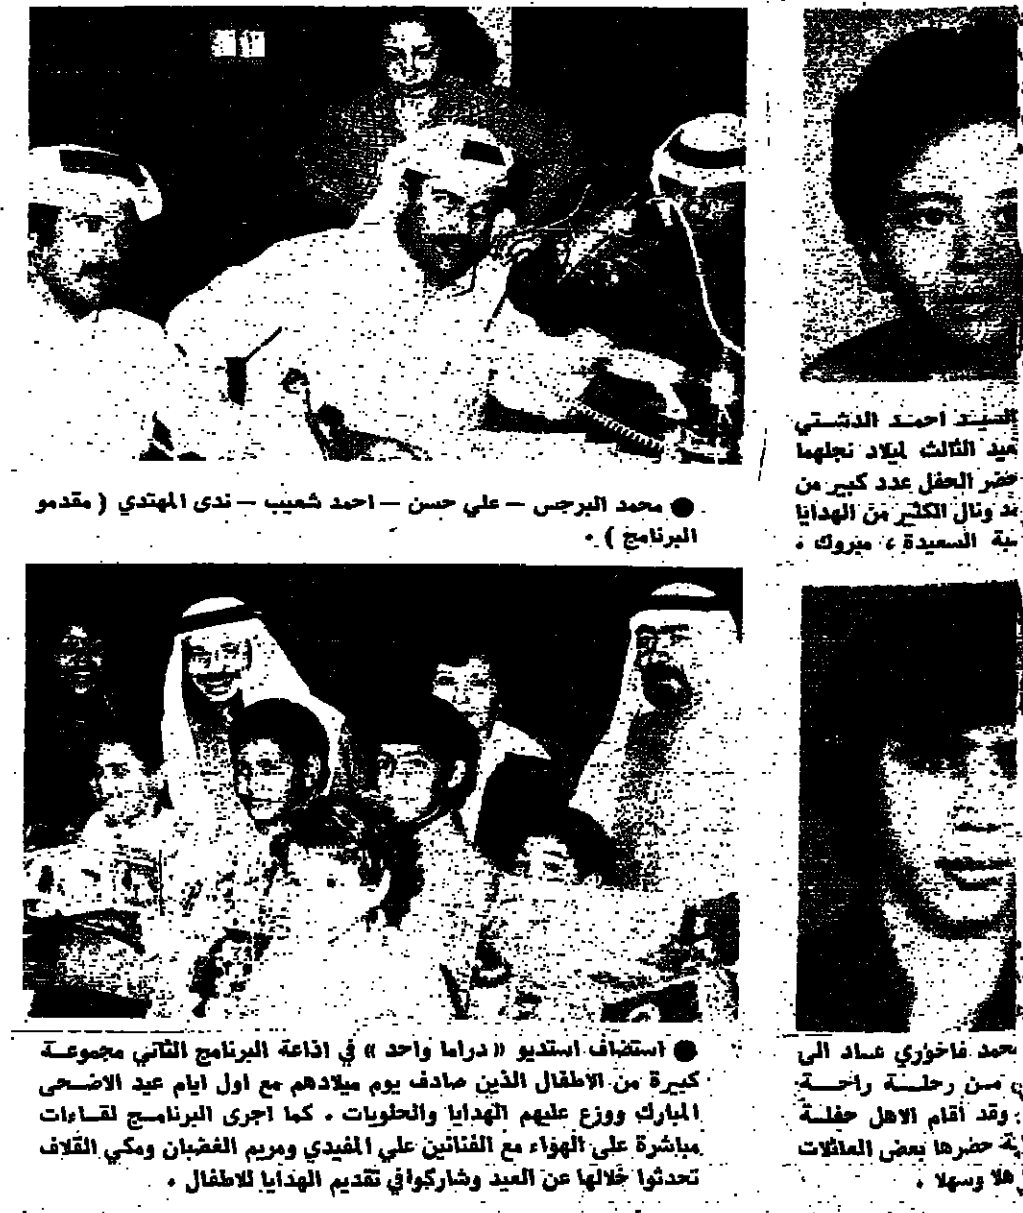 السيد احمد الدشتي
عيد الثالث لميلاد نجلهما
حضر الحفل عدد كبير من
ونال الكثير من الهدايا
السعيدة ، مبروك .
محمد فاخوري عاد الى
من رحلة راحة
وقد أقام الاهل حفلة
حضرها بعض العائلات
هلا وسهلا .
● محمد البرجس — علي حسن — احمد شعيب — ندى المهتدي ( مقدمو
البرنامج ) .
● استضاف استديو « دراما واحد » في اذاعة البرنامج الثاني مجموعة
كبيرة من الاطفال الذين صادف يوم ميلادهم مع اول ايام عيد الاضحى
المبارك ووزع عليهم الهدايا والحلويات . كما اجرى البرنامج لقاءات
مباشرة على الهواء مع الفنانين علي المفيدي ومريم الغضبان ومكي القلاف
تحدثوا خلالها عن العيد وشاركوا في تقديم الهدايا للاطفال .